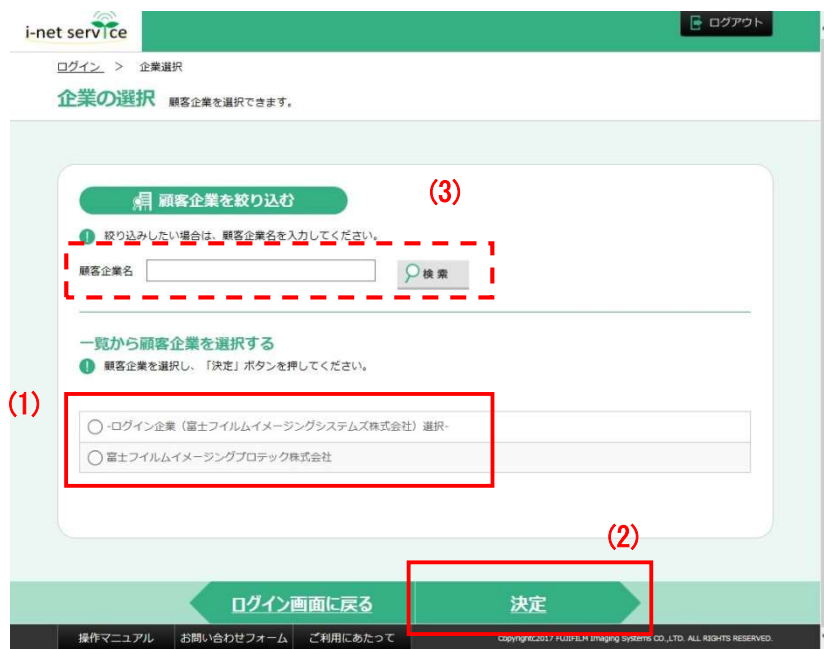 i-net service
ログアウト
ログイン > 企業選択
企業の選択 顧客企業を選択できます。
(3)
顧客企業を絞り込む
絞り込みしたい場合は、顧客企業名を入力してください。
顧客企業名 検索
一覧から顧客企業を選択する
顧客企業を選択し、「決定」ボタンを押してください。
(1)
-ログイン企業（富士フイルムイメージングシステムズ株式会社）選択-
富士フイルムイメージングプロテック株式会社
(2)
ログイン画面に戻る 決定
操作マニュアル お問い合わせフォーム ご利用にあたって Copyright:2017 FUJIFILM Imaging Systems CO.,LTD. ALL RIGHTS RESERVED.